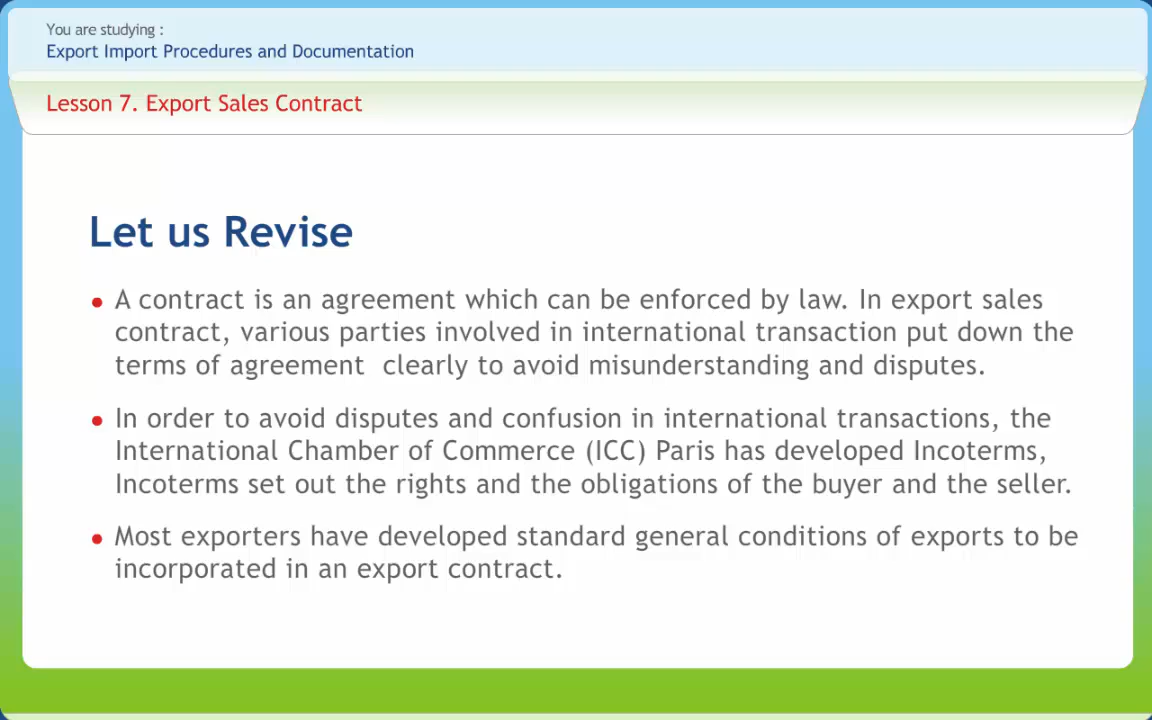 You are studying :
Export Import Procedures and Documentation
Lesson 7. Export Sales Contract
Let us Revise
• A contract is an agreement which can be enforced by law. In export sales
contract, various parties involved in international transaction put down the
terms of agreement  clearly to avoid misunderstanding and disputes.
• In order to avoid disputes and confusion in international transactions, the
International Chamber of Commerce (ICC) Paris has developed Incoterms,
Incoterms set out the rights and the obligations of the buyer and the seller.
• Most exporters have developed standard general conditions of exports to be
incorporated in an export contract.